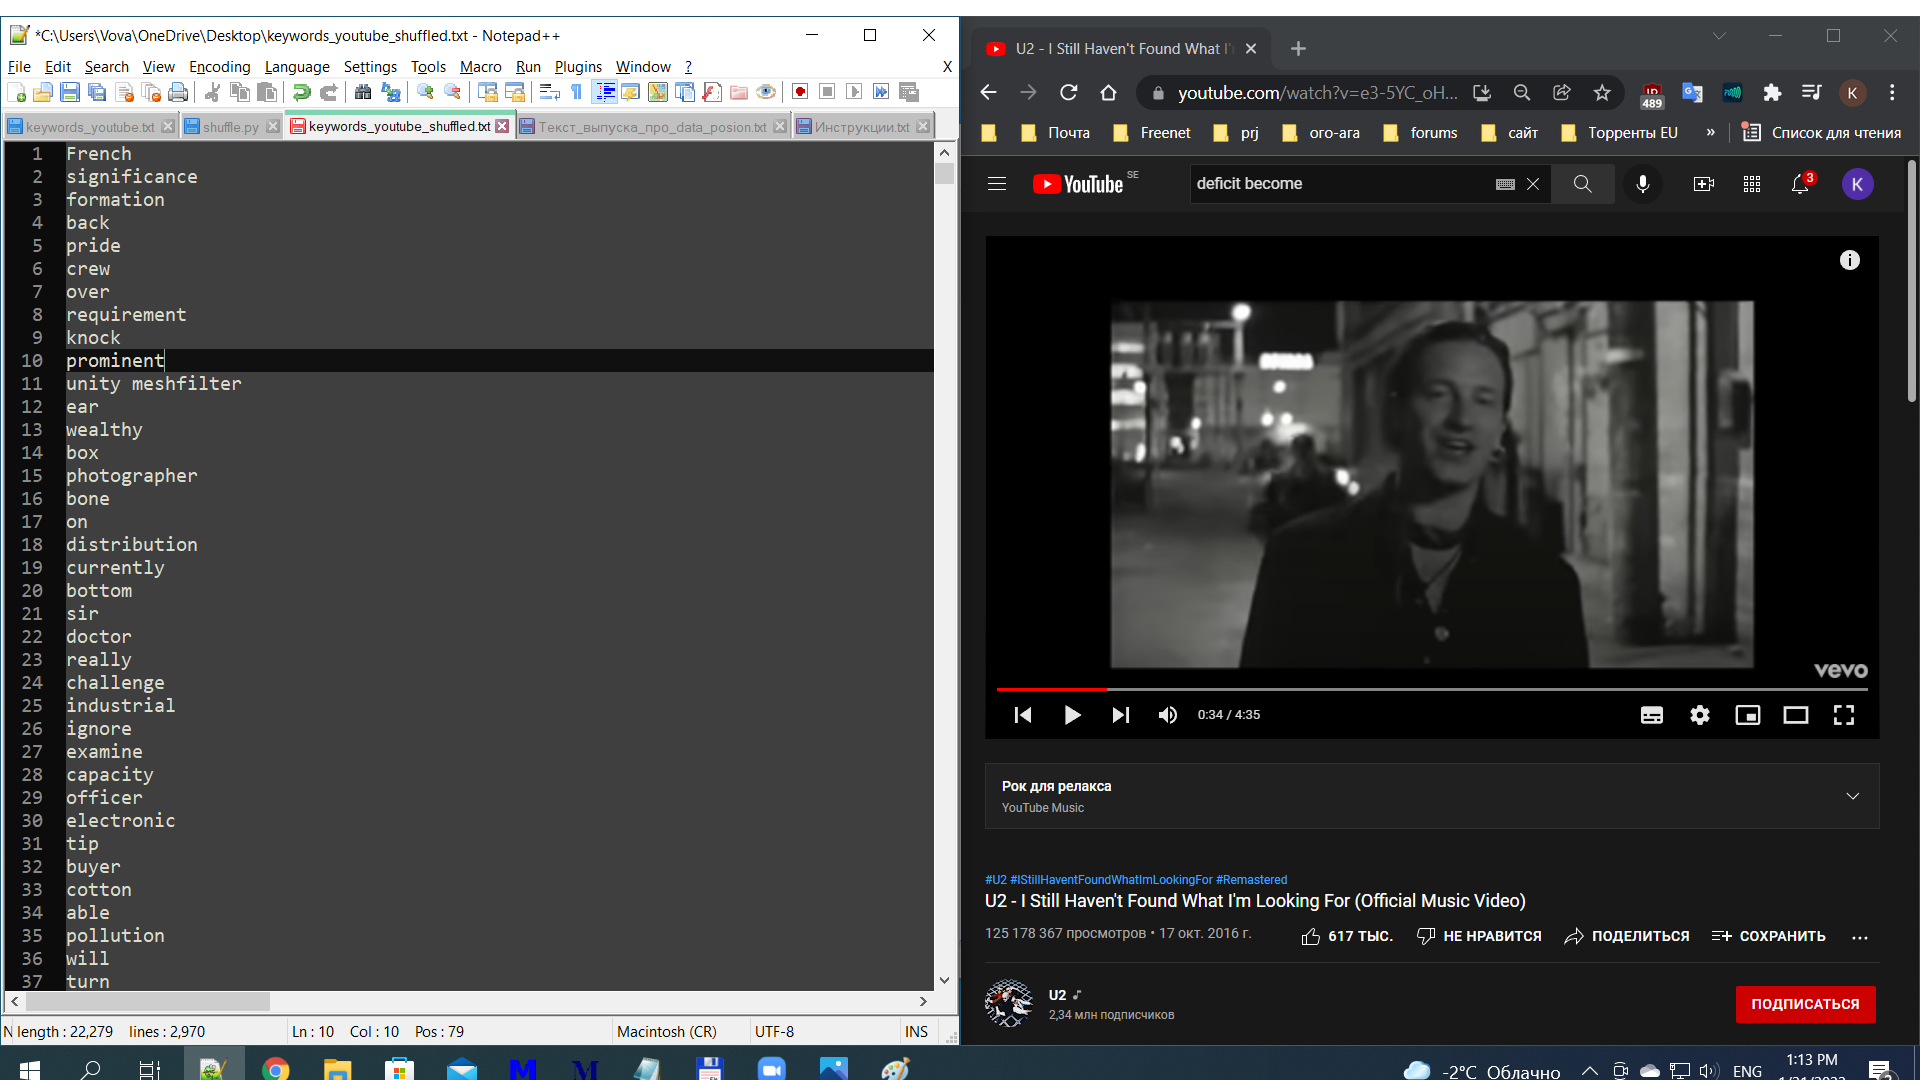 *C:\Users\Vova\OneDrive\Desktop\keywords_youtube_shuffled.txt - Notepad++
File Edit Search View Encoding Language Settings Tools Macro Run Plugins Window ?
X
keywords_youtube.txt shuffle.py keywords_youtube_shuffled.txt Текст_выпуска_про_data_posion.txt Инструкции.txt
1 French
2 significance
3 formation
4 back
5 pride
6 crew
7 over
8 requirement
9 knock
10 prominent
11 unity meshfilter
12 ear
13 wealthy
14 box
15 photographer
16 bone
17 on
18 distribution
19 currently
20 bottom
21 sir
22 doctor
23 really
24 challenge
25 industrial
26 ignore
27 examine
28 capacity
29 officer
30 electronic
31 tip
32 buyer
33 cotton
34 able
35 pollution
36 will
37 turn
N length : 22,279 lines : 2,970 Ln : 10 Col : 10 Pos : 79 Macintosh (CR) UTF-8 INS
U2 - I Still Haven't Found What I'
youtube.com/watch?v=e3-5YC_oH...
489
K
Почта Freenet prj oro-ara forums сайт Торренты EU » Список для чтения
YouTube SE
deficit become
3
K
vevo
0:34 / 4:35
Рок для релакса
YouTube Music
#U2 #IStillHaventFoundWhatImLookingFor #Remastered
U2 - I Still Haven't Found What I'm Looking For (Official Music Video)
125 178 367 просмотров • 17 окт. 2016 г.
617 ТЫС. НЕ НРАВИТСЯ ПОДЕЛИТЬСЯ СОХРАНИТЬ
U2
2,34 млн подписчиков
ПОДПИСАТЬСЯ
-2°C Облачно
ENG
1:13 PM